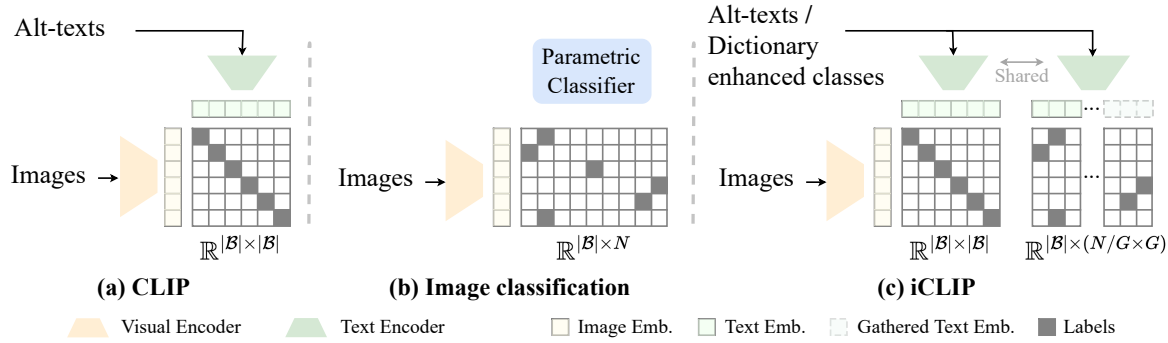 Alt-texts
Images
ℝ^{|ℬ|×|ℬ|}
(a) CLIP
Parametric
Classifier
Images
ℝ^{|ℬ|×N}
(b) Image classification
Alt-texts /
Dictionary
enhanced classes
Shared
...
Images
...
ℝ^{|ℬ|×|ℬ|}
ℝ^{|ℬ|×(N/G×G)}
(c) iCLIP
Visual Encoder
Text Encoder
Image Emb.
Text Emb.
Gathered Text Emb.
Labels